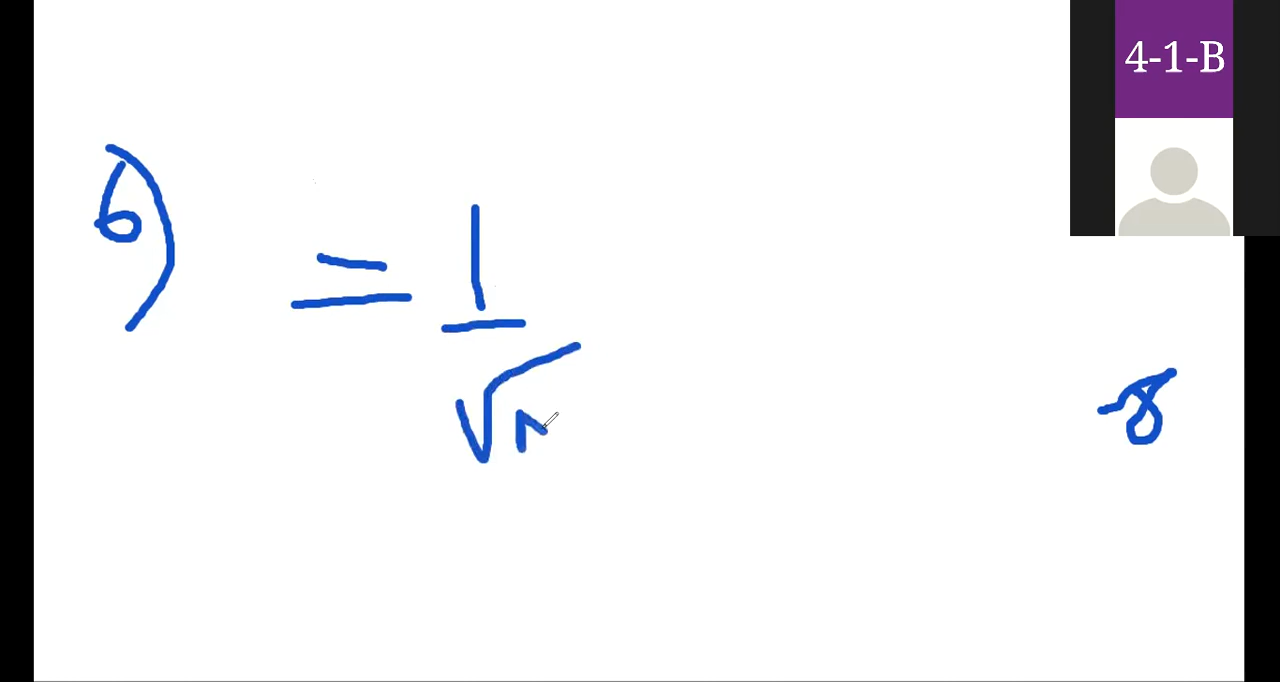 4-1-B
6) = 1
√n
8